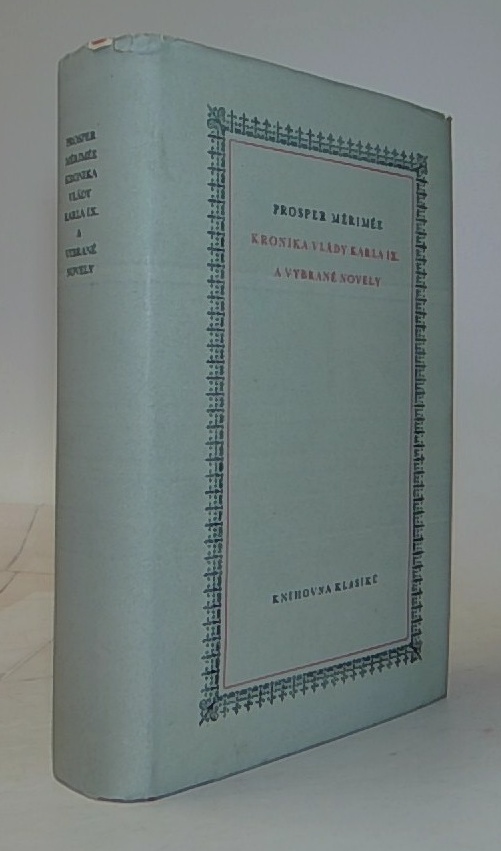 PROSPER
MÉRIMÉE
KRONIKA
VLÁDY
KARLA IX.
A
VYBRANÉ
NOVELY
PROSPER MÉRIMÉE
KRONIKA VLÁDY KARLA IX.
A VYBRANÉ NOVELY
KNIHOVNA KLASIKŮ